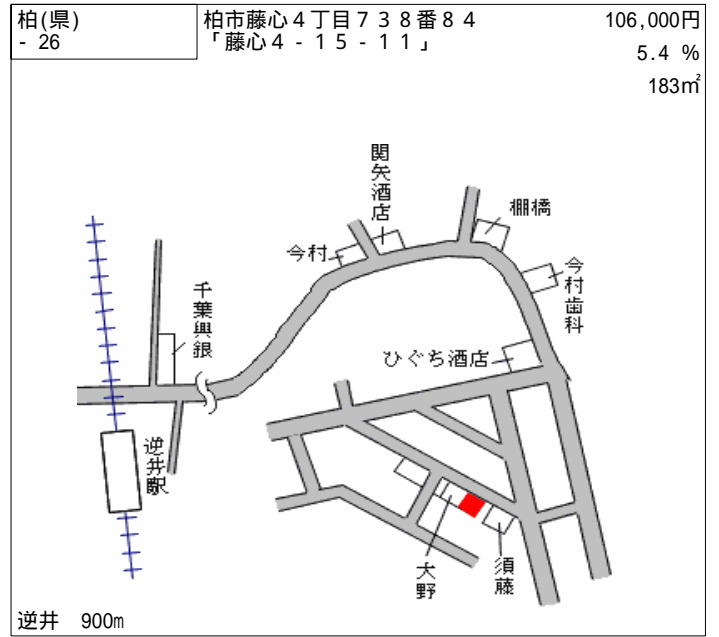 柏(県)
- 26
柏市藤心4丁目738番84
「藤心4-15-11」
106,000円
5.4 %
183㎡
関矢酒店
棚橋
今村
今村歯科
千葉興銀
ひぐち酒店
逆井駅
大野
須藤
逆井 900m